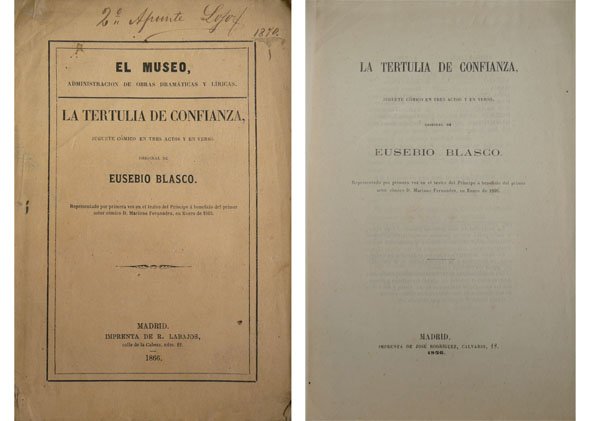 2º Apunte
1870.
EL MUSEO,
ADMINISTRACION DE OBRAS DRAMÁTICAS Y LÍRICAS.
LA TERTULIA DE CONFIANZA,
JUGUETE CÓMICO EN TRES ACTOS Y EN VERSO
ORIGINAL DE
EUSEBIO BLASCO.
Representado por primera vez en el teatro del Príncipe á beneficio del primer
actor cómico D. Mariano Fernandez, en Enero de
MADRID.
IMPRENTA DE R. LABAJOS,
calle de la Cabeza, núm.
1866.
LA TERTULIA DE CONFIANZA,
JUGUETE CÓMICO EN TRES ACTOS Y EN VERSO,
ORIGINAL DE
EUSEBIO BLASCO.
Representado por primera vez en el teatro del Príncipe á beneficio del primer
actor cómico D. Mariano Fernandez, en Enero de
MADRID,
IMPRENTA DE JOSÉ RODRIGUEZ, CALVARIO, 18.